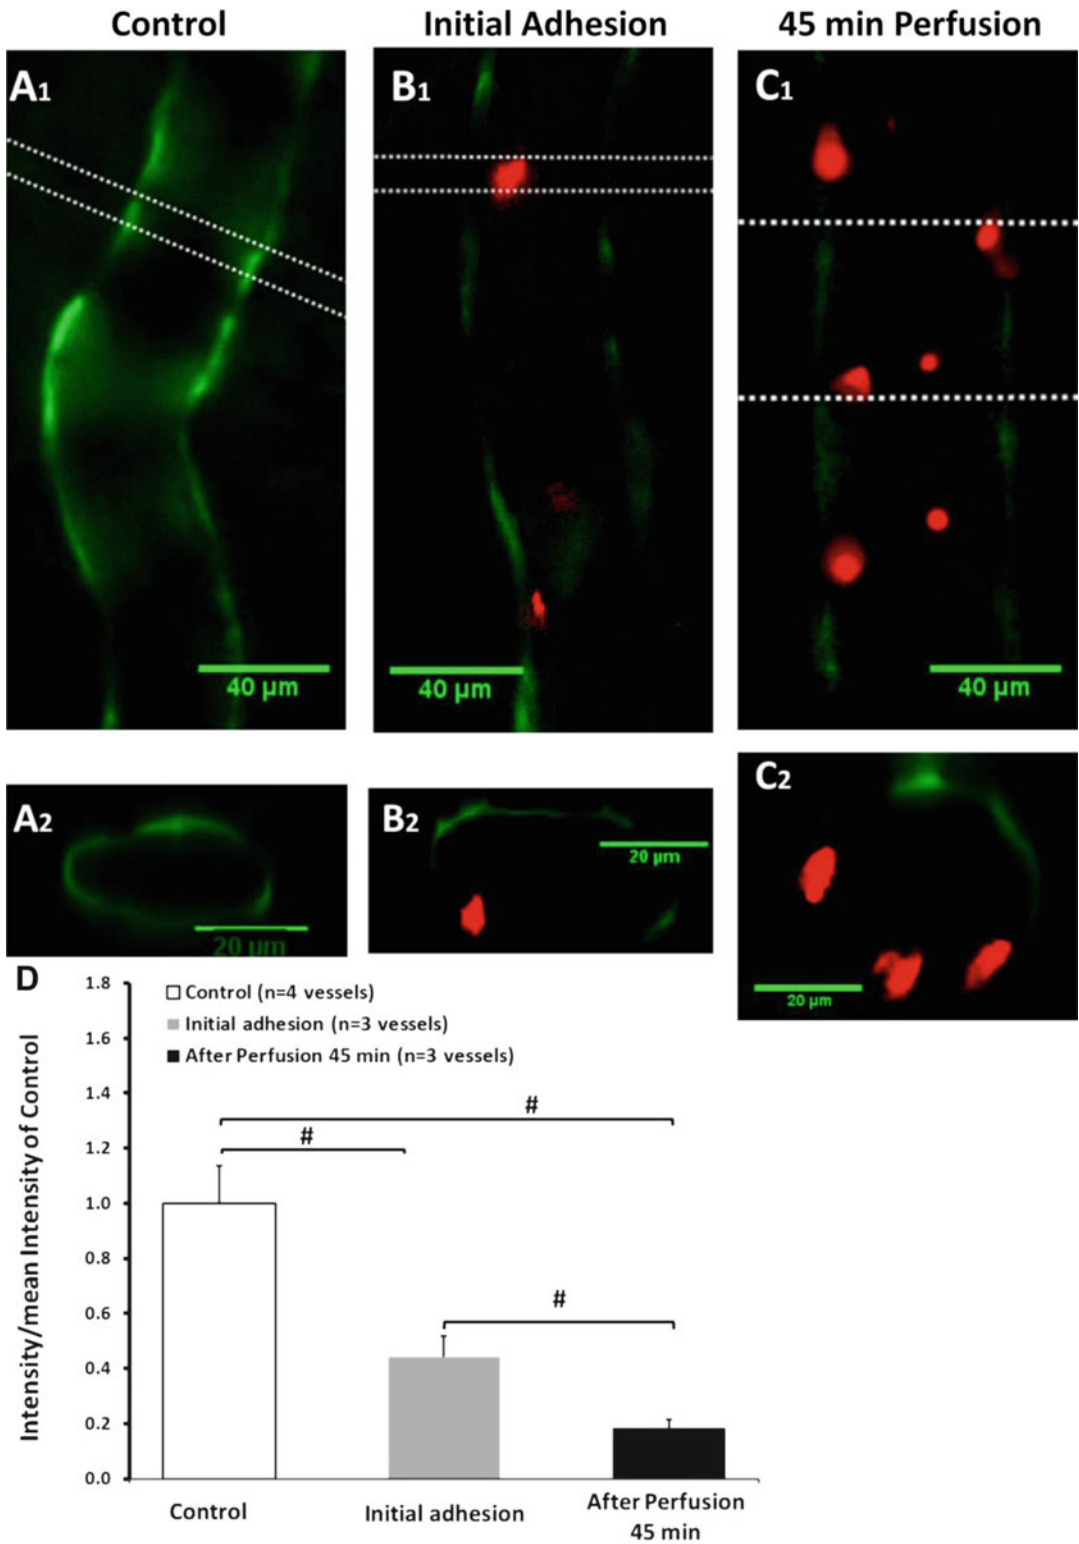 Control
Initial Adhesion
45 min Perfusion
A1
B1
C1
40 µm
40 µm
40 µm
A2
B2
C2
20 µm
20 µm
20 µm
D
Intensity/mean Intensity of Control
1.8
1.6
1.4
1.2
1.0
0.8
0.6
0.4
0.2
0.0
Control (n=4 vessels)
Initial adhesion (n=3 vessels)
After Perfusion 45 min (n=3 vessels)
#
#
#
Control
Initial adhesion
After Perfusion
45 min